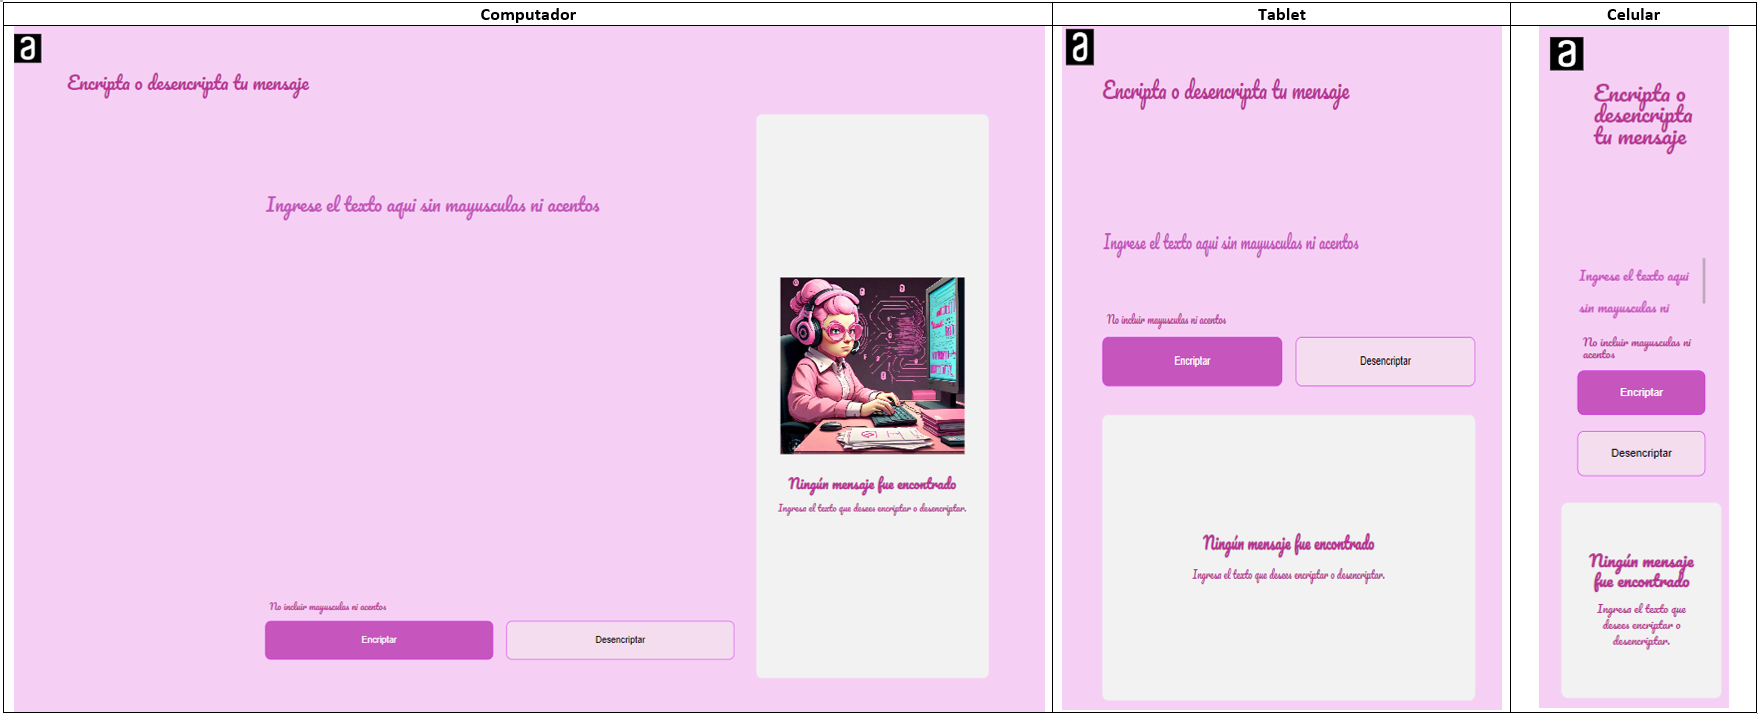 Computador
Tablet
Celular
a
Encripta o desencripta tu mensaje
Ingrese el texto aqui sin mayusculas ni acentos
Ningún mensaje fue encontrado
Ingresa el texto que desees encriptar o desencriptar.
No incluir mayusculas ni acentos
Encriptar
Desencriptar
a
Encripta o desencripta tu mensaje
Ingrese el texto aqui sin mayusculas ni acentos
No incluir mayusculas ni acentos
Encriptar
Desencriptar
Ningún mensaje fue encontrado
Ingresa el texto que desees encriptar o desencriptar.
a
Encripta o
desencripta
tu mensaje
Ingrese el texto aqui
sin mayusculas ni
No incluir mayusculas ni
acentos
Encriptar
Desencriptar
Ningún mensaje
fue encontrado
Ingresa el texto que
desees encriptar o
desencriptar.